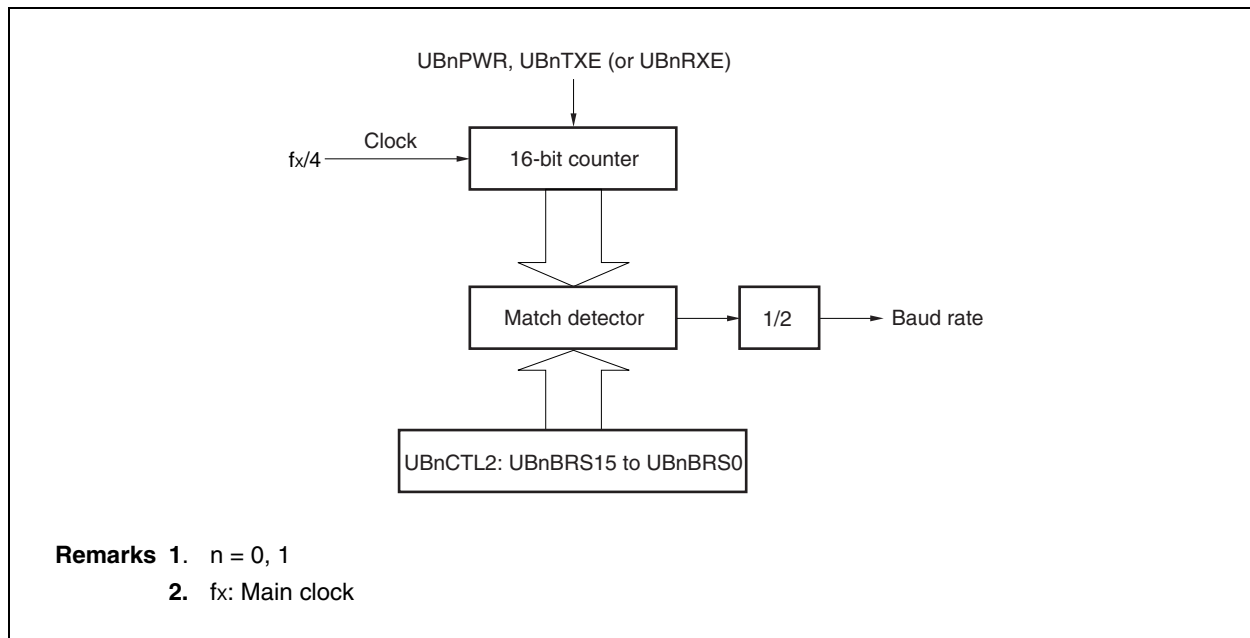 UBnPWR, UBnTXE (or UBnRXE)
Clock
fx/4
16-bit counter
Match detector
1/2
Baud rate
UBnCTL2: UBnBRS15 to UBnBRS0
Remarks 1. n = 0, 1
2. fx: Main clock